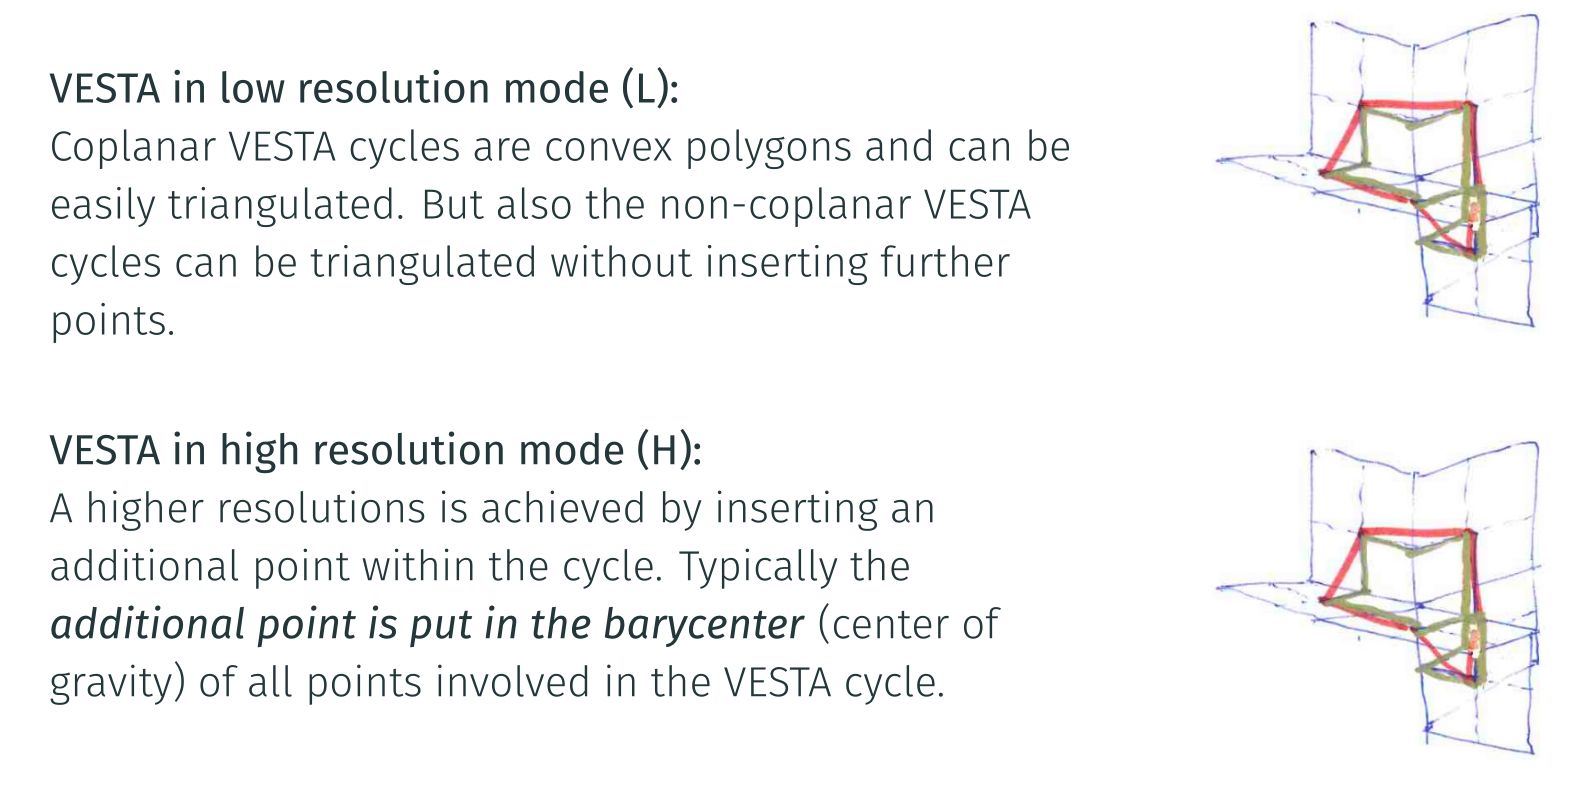 VESTA in low resolution mode (L):
Coplanar VESTA cycles are convex polygons and can be
easily triangulated. But also the non-coplanar VESTA
cycles can be triangulated without inserting further
points.
VESTA in high resolution mode (H):
A higher resolutions is achieved by inserting an
additional point within the cycle. Typically the
additional point is put in the barycenter (center of
gravity) of all points involved in the VESTA cycle.